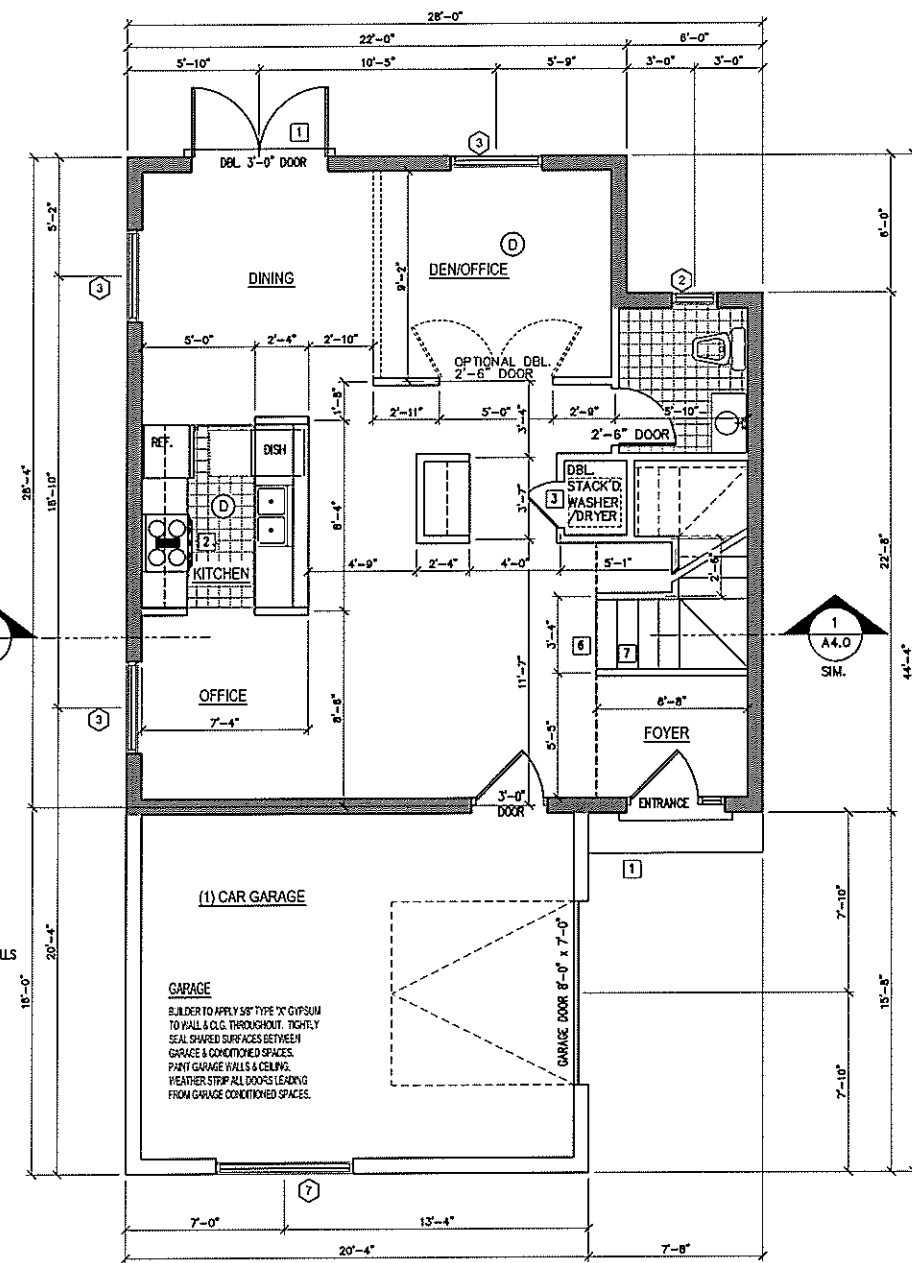 28'-0"
22'-0" 6'-0"
5'-10" 10'-5" 5'-9" 3'-0" 3'-0"
1
DBL. 3'-0" DOOR
3
5'-2"
6'-0"
D
DINING
DEN/OFFICE
9'-2"
3
2
5'-0" 2'-4" 2'-10"
OPTIONAL DBL.
2'-6" DOOR
1'-8"
2'-11" 5'-0" 2'-9" 5'-10"
3'-4"
2'-6" DOOR
REF.
DISH
28'-4"
18'-10"
DBL.
STACK'D
WASHER
/DRYER
3
3'-7"
D
2
8'-4"
KITCHEN
4'-9" 2'-4" 4'-0" 5'-1"
2'-6"
22'-8"
44'-4"
1
A4.0
SIM.
3'-4"
6
7
11'-7"
OFFICE
7'-4"
3
8'-8"
6'-8"
5'-5"
FOYER
3'-0"
DOOR
ENTRANCE
1
(1) CAR GARAGE
7'-10"
LLS
20'-4"
16'-0"
GARAGE DOOR 8'-0" x 7'-0"
15'-8"
GARAGE
BUILDER TO APPLY 5/8" TYPE 'X' GYPSUM
TO WALL & CLG. THROUGHOUT. TIGHTLY
SEAL SHARED SURFACES BETWEEN
GARAGE & CONDITIONED SPACES.
PAINT GARAGE WALLS & CEILING.
WEATHER STRIP ALL DOORS LEADING
FROM GARAGE CONDITIONED SPACES.
7'-10"
7
7'-0" 13'-4"
20'-4" 7'-8"